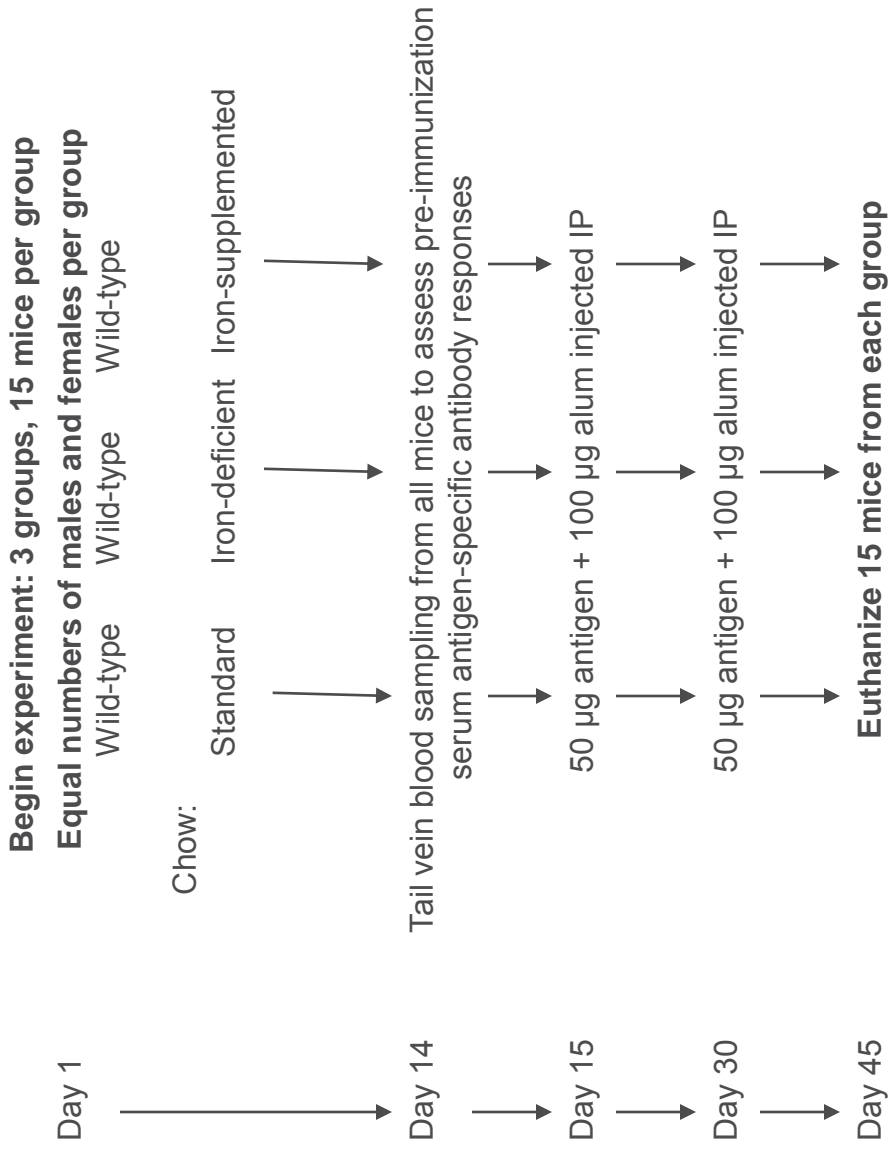 Begin experiment: 3 groups, 15 mice per group
Day 1
Equal numbers of males and females per group
Wild-type Wild-type Wild-type
Chow:
Standard Iron-deficient Iron-supplemented
Day 14
Tail vein blood sampling from all mice to assess pre-immunization
serum antigen-specific antibody responses
Day 15
50 µg antigen + 100 µg alum injected IP
Day 30
50 µg antigen + 100 µg alum injected IP
Day 45
Euthanize 15 mice from each group